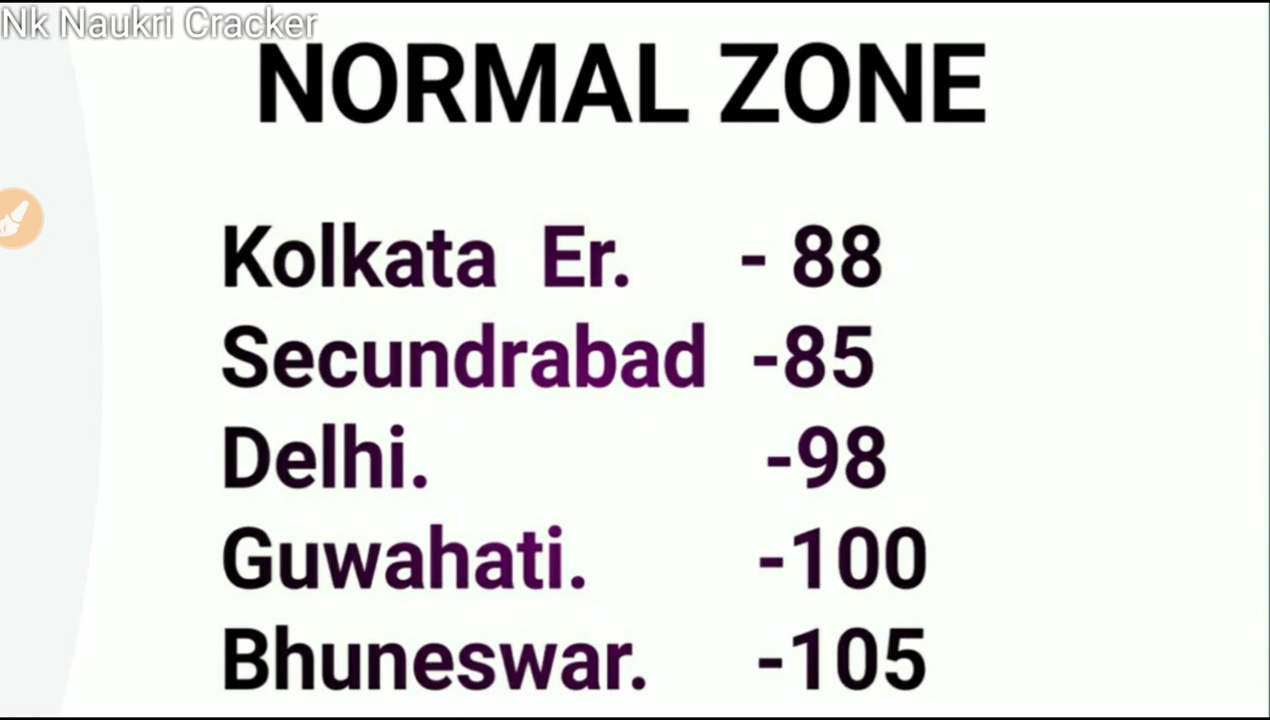 Nk Naukri Cracker
NORMAL ZONE
Kolkata Er. - 88
Secundrabad -85
Delhi. -98
Guwahati. -100
Bhuneswar. -105